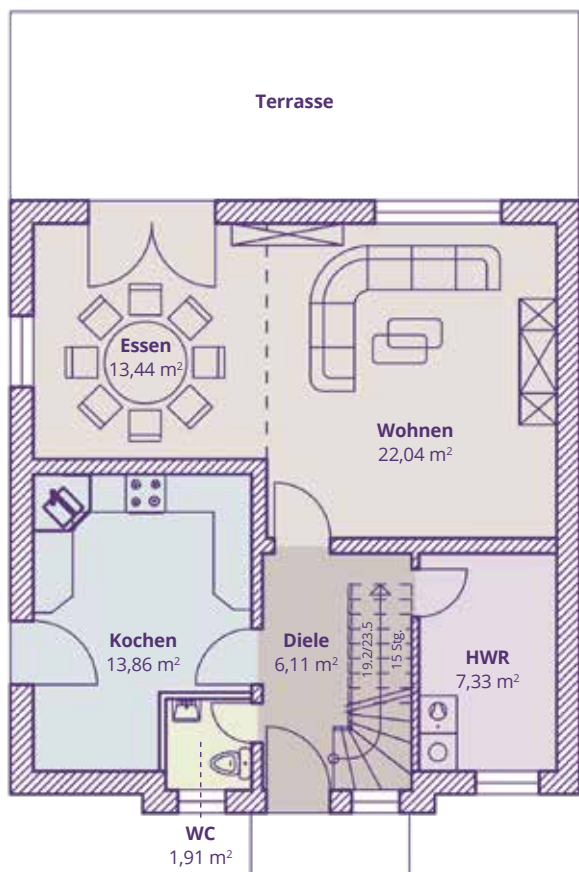 Terrasse
Essen
13,44 m²
Wohnen
22,04 m²
Kochen
13,86 m²
Diele
6,11 m²
19.2/23.5
15 Stg.
HWR
7,33 m²
WC
1,91 m²